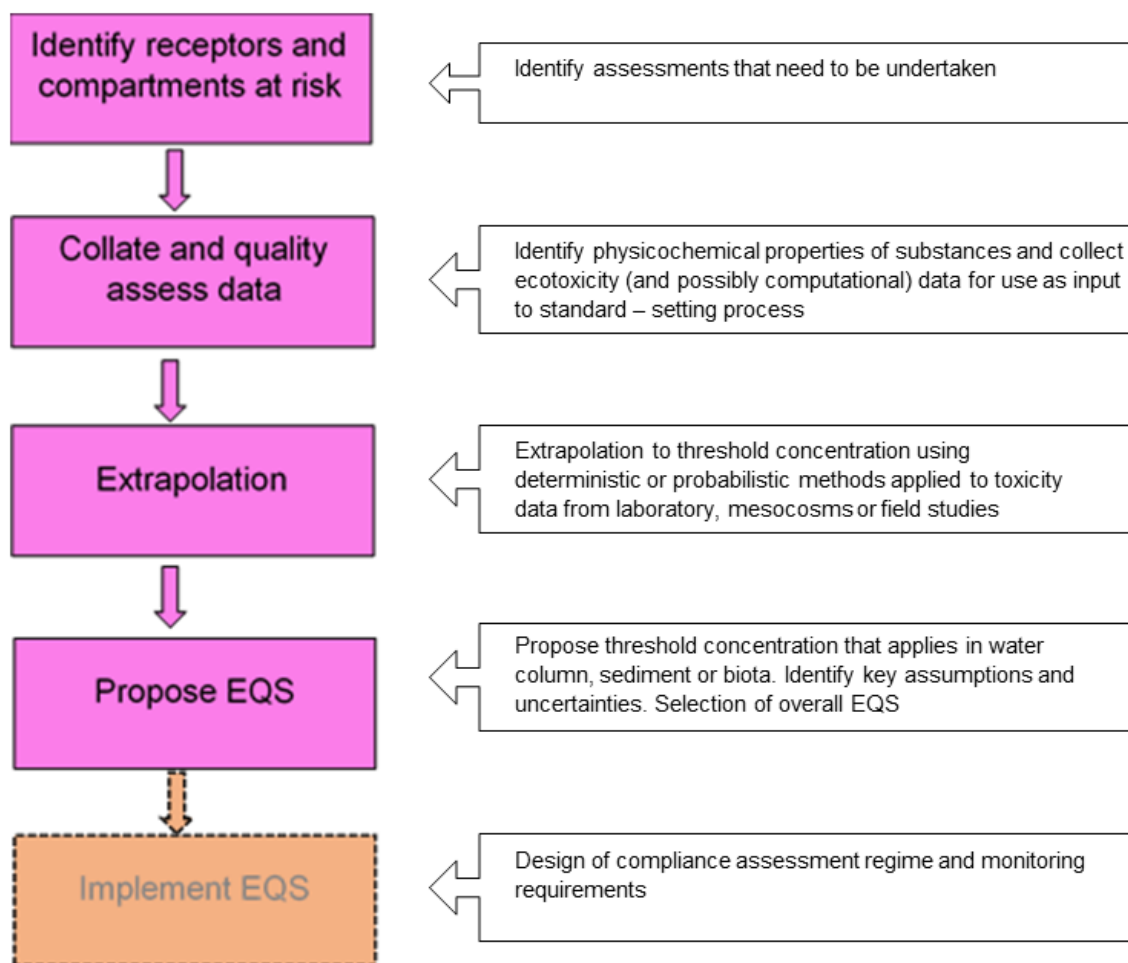 Identify receptors and
compartments at risk
Identify assessments that need to be undertaken
Collate and quality
assess data
Identify physicochemical properties of substances and collect
ecotoxicity (and possibly computational) data for use as input
to standard – setting process
Extrapolation
Extrapolation to threshold concentration using
deterministic or probabilistic methods applied to toxicity
data from laboratory, mesocosms or field studies
Propose EQS
Propose threshold concentration that applies in water
column, sediment or biota. Identify key assumptions and
uncertainties. Selection of overall EQS
Implement EQS
Design of compliance assessment regime and monitoring
requirements